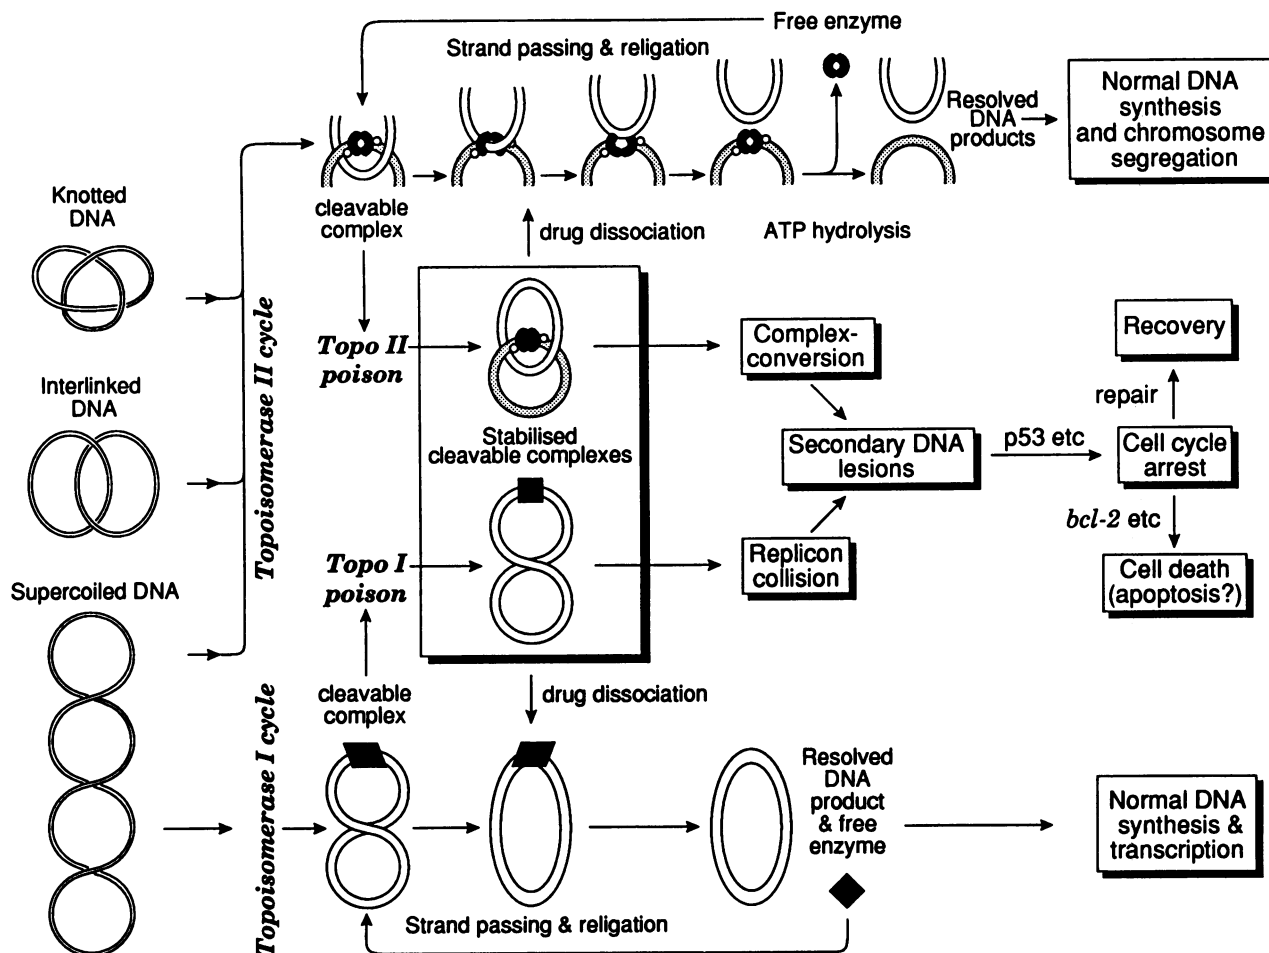 Free enzyme
Strand passing & religation
Resolved
DNA
products
Normal DNA
synthesis
and chromosome
segregation
Knotted
DNA
cleavable
complex
drug dissociation
ATP hydrolysis
Topoisomerase II cycle
Topo II
poison
Complex-
conversion
Recovery
Interlinked
DNA
repair
Stabilised
cleavable complexes
Secondary DNA
lesions
p53 etc
Cell cycle
arrest
bcl-2 etc
Topo I
poison
Replicon
collision
Cell death
(apoptosis?)
Supercoiled DNA
cleavable
complex
drug dissociation
Topoisomerase I cycle
Resolved
DNA
product
& free
enzyme
Normal DNA
synthesis &
transcription
Strand passing & religation